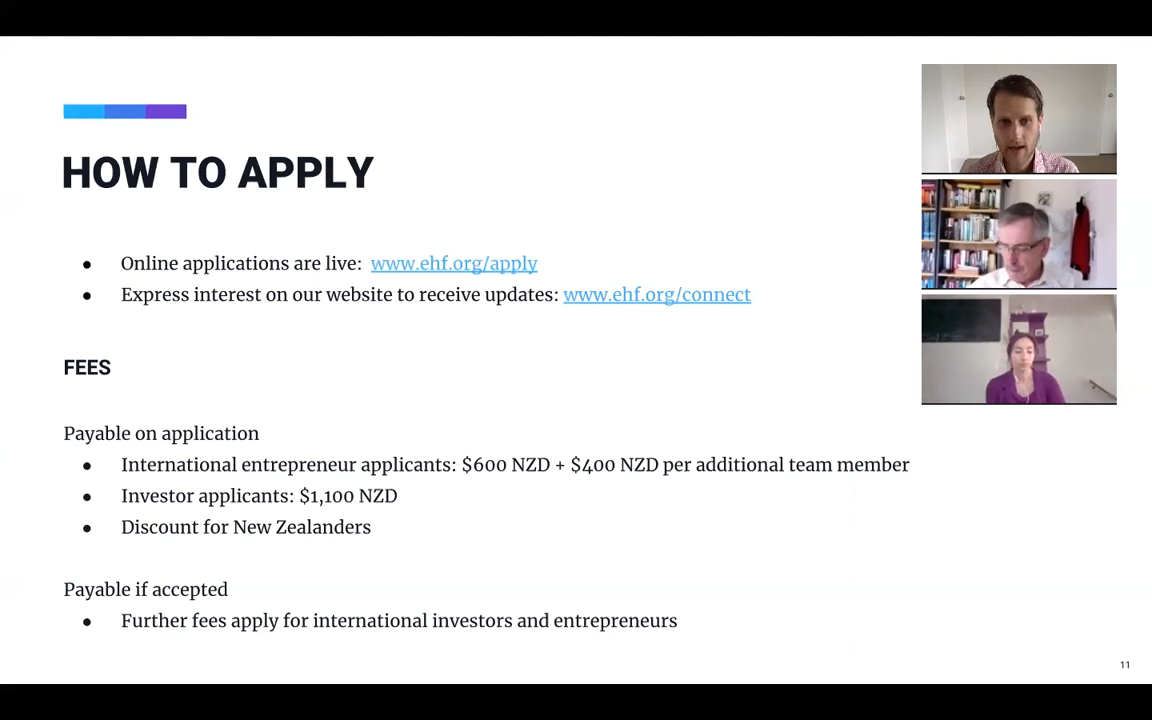 HOW TO APPLY
● Online applications are live: www.ehf.org/apply
● Express interest on our website to receive updates: www.ehf.org/connect
FEES
Payable on application
● International entrepreneur applicants: $600 NZD + $400 NZD per additional team member
● Investor applicants: $1,100 NZD
● Discount for New Zealanders
Payable if accepted
● Further fees apply for international investors and entrepreneurs
11